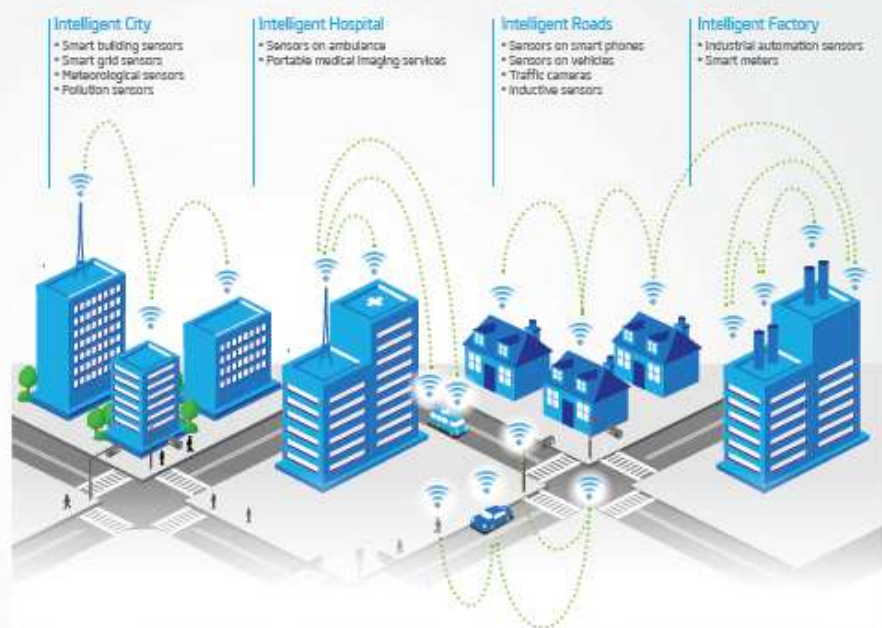 Intelligent City
• Smart building sensors
• Smart grid sensors
• Meteorological sensors
• Pollution sensors
Intelligent Hospital
• Sensors on ambulance
• Portable medical imaging services
Intelligent Roads
• Sensors on smart phones
• Sensors on vehicles
• Traffic cameras
• Inductive sensors
Intelligent Factory
• Industrial automation sensors
• Smart meters